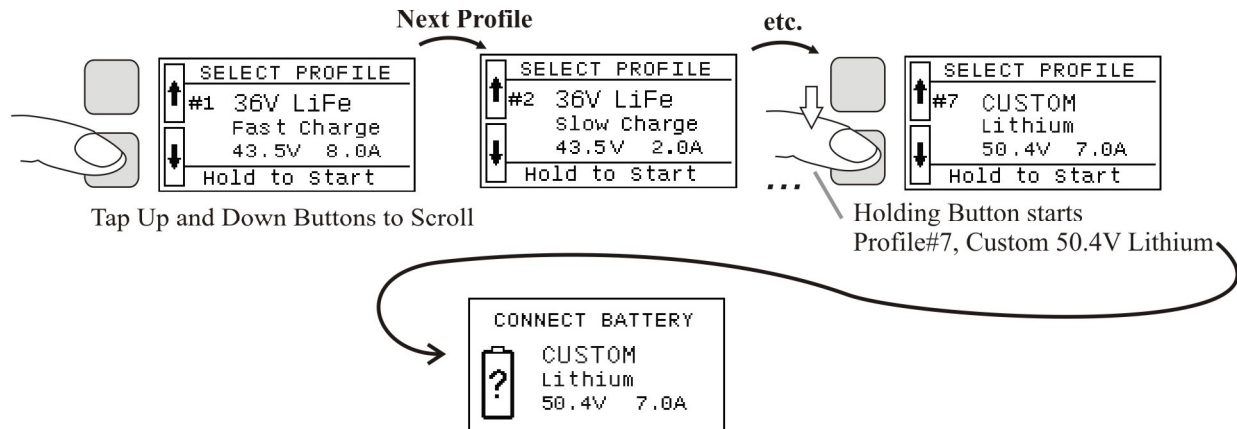 Next Profile
etc.
SELECT PROFILE
#1 36V LiFe
Fast Charge
43.5V 8.0A
Hold to Start
SELECT PROFILE
#2 36V LiFe
Slow Charge
43.5V 2.0A
Hold to Start
...
SELECT PROFILE
#7 CUSTOM
Lithium
50.4V 7.0A
Hold to Start
Tap Up and Down Buttons to Scroll
Holding Button starts
Profile#7, Custom 50.4V Lithium
CONNECT BATTERY
?
CUSTOM
Lithium
50.4V 7.0A